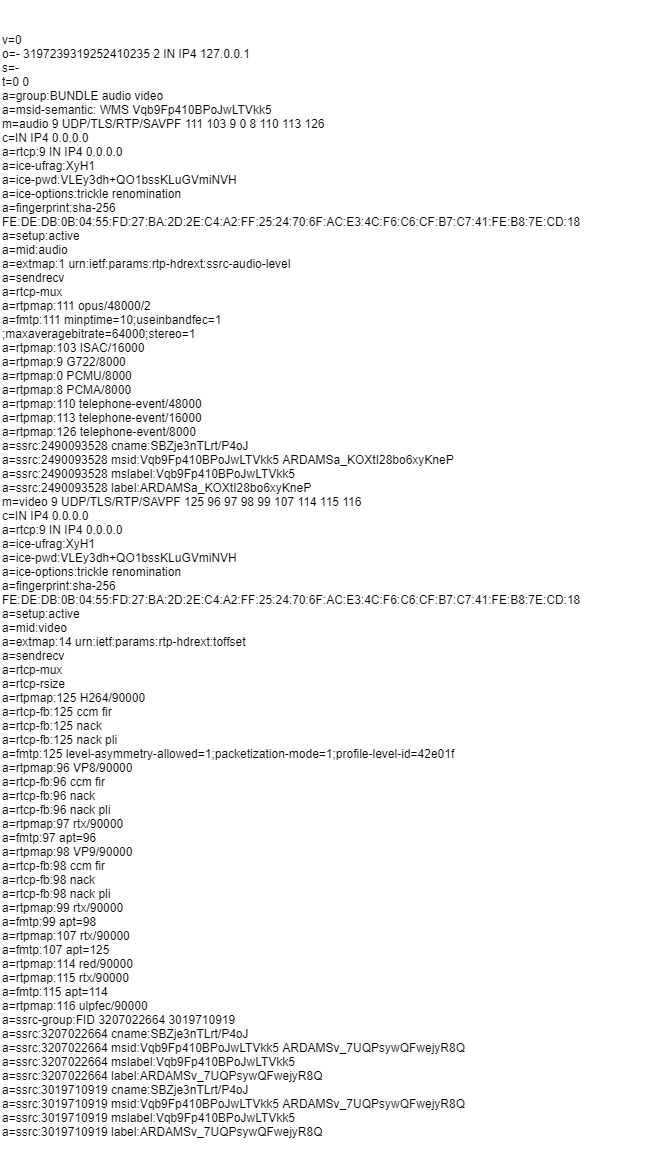 v=0
o=- 3197239319252410235 2 IN IP4 127.0.0.1
s=-
t=0 0
a=group:BUNDLE audio video
a=msid-semantic: WMS Vqb9Fp410BPoJwLTVkk5
m=audio 9 UDP/TLS/RTP/SAVPF 111 103 9 0 8 110 113 126
c=IN IP4 0.0.0.0
a=rtcp:9 IN IP4 0.0.0.0
a=ice-ufrag:XyH1
a=ice-pwd:VLEy3dh+QO1bssKLuGVmiNVH
a=ice-options:trickle renomination
a=fingerprint:sha-256
FE:DE:DB:0B:04:55:FD:27:BA:2D:2E:C4:A2:FF:25:24:70:6F:AC:E3:4C:F6:C6:CF:B7:C7:41:FE:B8:7E:CD:18
a=setup:active
a=mid:audio
a=extmap:1 urn:ietf:params:rtp-hdrext:ssrc-audio-level
a=sendrecv
a=rtcp-mux
a=rtpmap:111 opus/48000/2
a=fmtp:111 minptime=10;useinbandfec=1
;maxaveragebitrate=64000;stereo=1
a=rtpmap:103 ISAC/16000
a=rtpmap:9 G722/8000
a=rtpmap:0 PCMU/8000
a=rtpmap:8 PCMA/8000
a=rtpmap:110 telephone-event/48000
a=rtpmap:113 telephone-event/16000
a=rtpmap:126 telephone-event/8000
a=ssrc:2490093528 cname:SBZje3nTLrt/P4oJ
a=ssrc:2490093528 msid:Vqb9Fp410BPoJwLTVkk5 ARDAMSa_KOXtI28bo6xyKneP
a=ssrc:2490093528 mslabel:Vqb9Fp410BPoJwLTVkk5
a=ssrc:2490093528 label:ARDAMSa_KOXtI28bo6xyKneP
m=video 9 UDP/TLS/RTP/SAVPF 125 96 97 98 99 107 114 115 116
c=IN IP4 0.0.0.0
a=rtcp:9 IN IP4 0.0.0.0
a=ice-ufrag:XyH1
a=ice-pwd:VLEy3dh+QO1bssKLuGVmiNVH
a=ice-options:trickle renomination
a=fingerprint:sha-256
FE:DE:DB:0B:04:55:FD:27:BA:2D:2E:C4:A2:FF:25:24:70:6F:AC:E3:4C:F6:C6:CF:B7:C7:41:FE:B8:7E:CD:18
a=setup:active
a=mid:video
a=extmap:14 urn:ietf:params:rtp-hdrext:toffset
a=sendrecv
a=rtcp-mux
a=rtcp-rsize
a=rtpmap:125 H264/90000
a=rtcp-fb:125 ccm fir
a=rtcp-fb:125 nack
a=rtcp-fb:125 nack pli
a=fmtp:125 level-asymmetry-allowed=1;packetization-mode=1;profile-level-id=42e01f
a=rtpmap:96 VP8/90000
a=rtcp-fb:96 ccm fir
a=rtcp-fb:96 nack
a=rtcp-fb:96 nack pli
a=rtpmap:97 rtx/90000
a=fmtp:97 apt=96
a=rtpmap:98 VP9/90000
a=rtcp-fb:98 ccm fir
a=rtcp-fb:98 nack
a=rtcp-fb:98 nack pli
a=rtpmap:99 rtx/90000
a=fmtp:99 apt=98
a=rtpmap:107 rtx/90000
a=fmtp:107 apt=125
a=rtpmap:114 red/90000
a=rtpmap:115 rtx/90000
a=fmtp:115 apt=114
a=rtpmap:116 ulpfec/90000
a=ssrc-group:FID 3207022664 3019710919
a=ssrc:3207022664 cname:SBZje3nTLrt/P4oJ
a=ssrc:3207022664 msid:Vqb9Fp410BPoJwLTVkk5 ARDAMSv_7UQPsywQFwejyR8Q
a=ssrc:3207022664 mslabel:Vqb9Fp410BPoJwLTVkk5
a=ssrc:3207022664 label:ARDAMSv_7UQPsywQFwejyR8Q
a=ssrc:3019710919 cname:SBZje3nTLrt/P4oJ
a=ssrc:3019710919 msid:Vqb9Fp410BPoJwLTVkk5 ARDAMSv_7UQPsywQFwejyR8Q
a=ssrc:3019710919 mslabel:Vqb9Fp410BPoJwLTVkk5
a=ssrc:3019710919 label:ARDAMSv_7UQPsywQFwejyR8Q